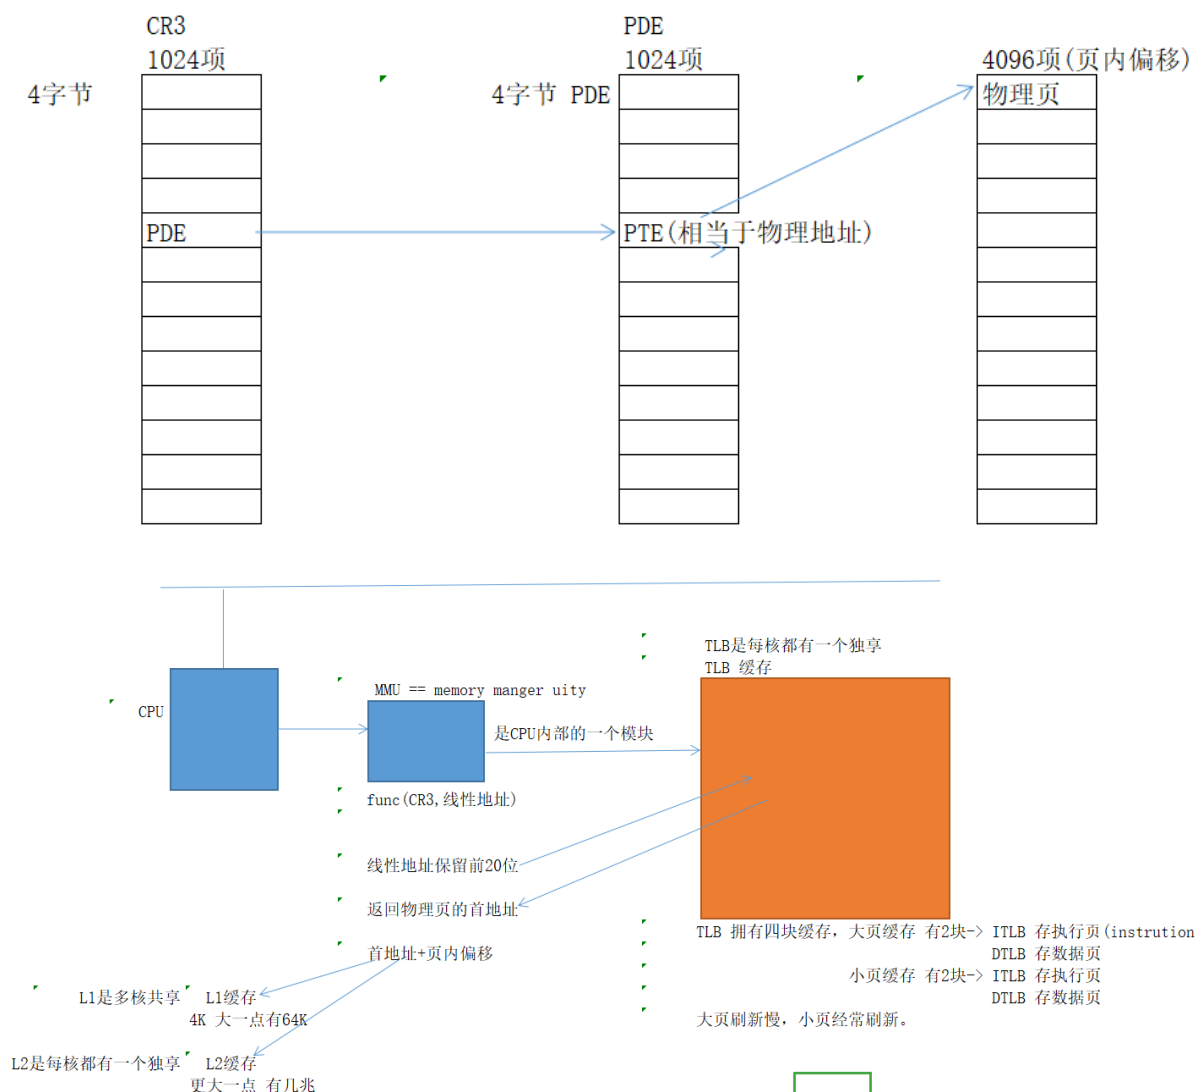 CR3
1024项
4字节
PDE
PDE
1024项
4字节 PDE
PTE(相当于物理地址)
4096项(页内偏移)
物理页
CPU
MMU == memory manger uity
是CPU内部的一个模块
func(CR3,线性地址)
线性地址保留前20位
返回物理页的首地址
首地址+页内偏移
L1是多核共享 L1缓存
4K 大一点有64K
L2是每核都有一个独享 L2缓存
更大一点 有几兆
TLB是每核都有一个独享
TLB 缓存
TLB 拥有四块缓存，大页缓存 有2块-> ITLB 存执行页(instrution
DTLB 存数据页
小页缓存 有2块-> ITLB 存执行页
DTLB 存数据页
大页刷新慢，小页经常刷新。